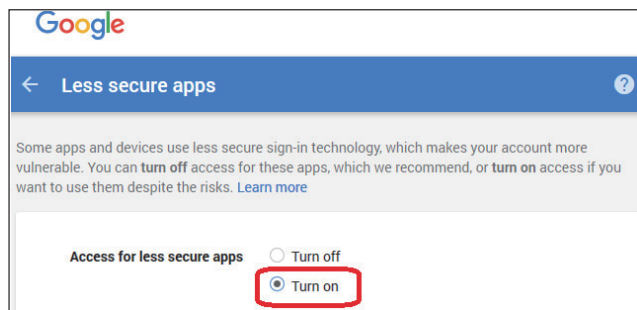 Google
Less secure apps
Some apps and devices use less secure sign-in technology, which makes your account more
vulnerable. You can turn off access for these apps, which we recommend, or turn on access if you
want to use them despite the risks. Learn more
Access for less secure apps
Turn off
Turn on